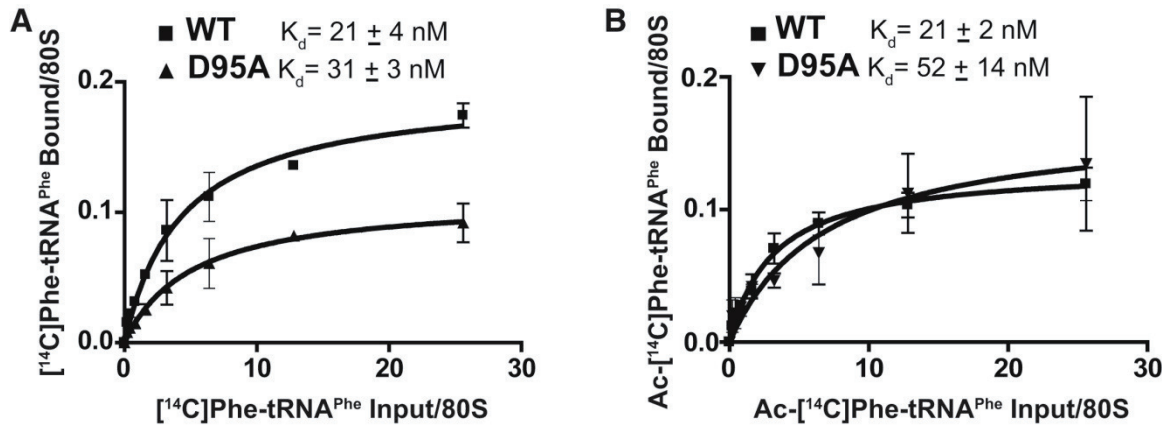 A
WT K_d= 21 ± 4 nM
D95A K_d= 31 ± 3 nM
[¹⁴C]Phe-tRNA^Phe Bound/80S
0.2
0.1
0.0
0 10 20 30
[¹⁴C]Phe-tRNA^Phe Input/80S
B
WT K_d= 21 ± 2 nM
D95A K_d= 52 ± 14 nM
Ac-[¹⁴C]Phe-tRNA^Phe Bound/80S
0.2
0.1
0.0
0 10 20 30
Ac-[¹⁴C]Phe-tRNA^Phe Input/80S